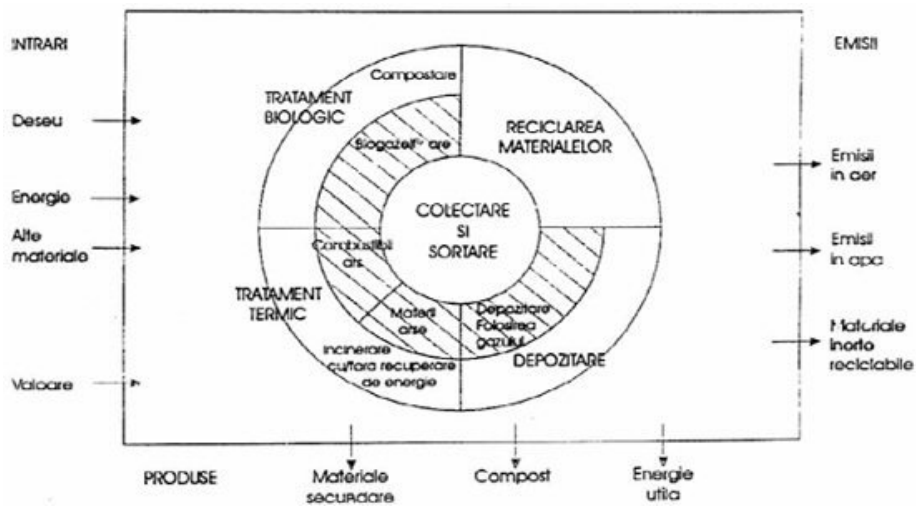 INTRARI
EMISII
Compostare
TRATAMENT
BIOLOGIC
RECICLAREA
MATERIALELOR
Deseu
Emisii
in aer
Energie
COLECTARE
SI
SORTARE
Alte
materiale
Combustibili
ars
Emisii
in apa
TRATAMENT
TERMIC
Materii
arse
Depozitare
Folosirea
gazului
Incinerare
cu/fara recuperare
de energie
DEPOZITARE
Materiale
inerte
reciclabile
Valoare
PRODUSE
Materiale
secundare
Compost
Energie
utila